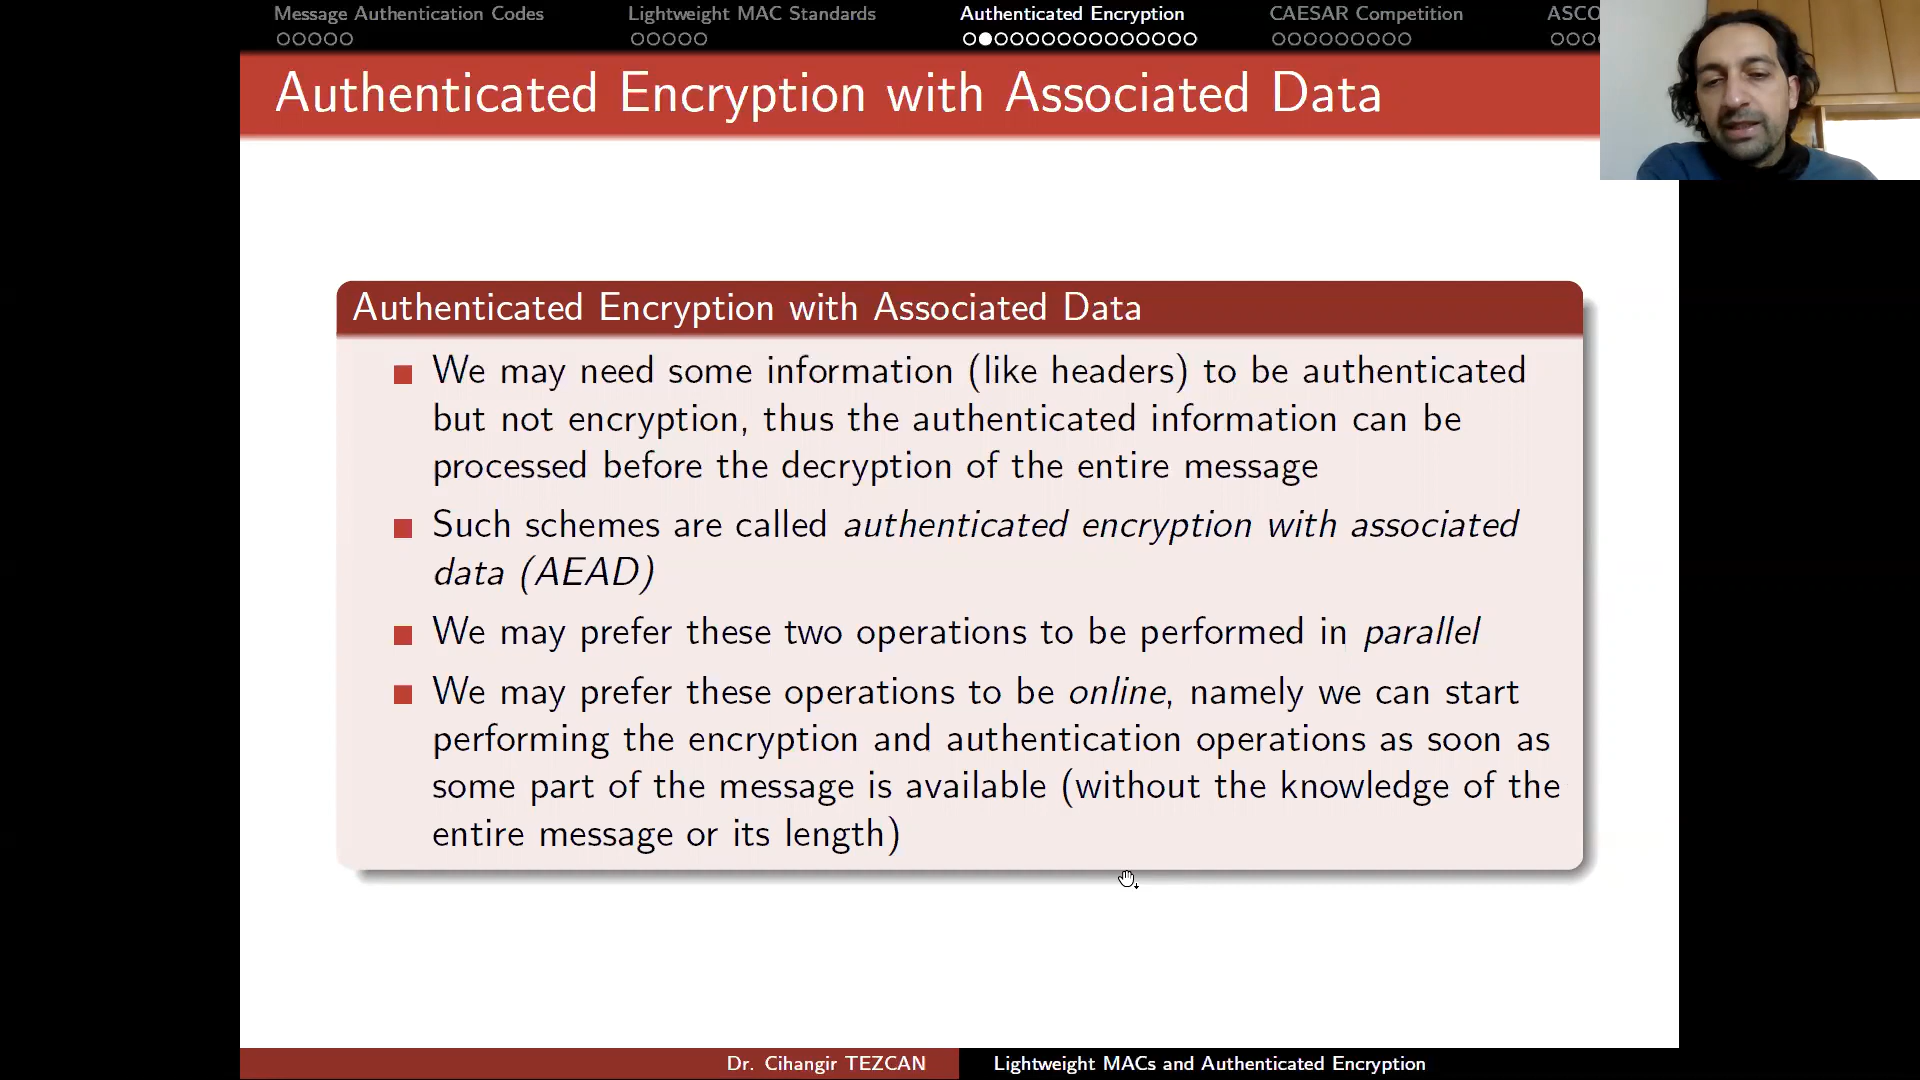 Message Authentication Codes
Lightweight MAC Standards
Authenticated Encryption
CAESAR Competition
ASCO
Authenticated Encryption with Associated Data
Authenticated Encryption with Associated Data
We may need some information (like headers) to be authenticated
but not encryption, thus the authenticated information can be
processed before the decryption of the entire message
Such schemes are called authenticated encryption with associated
data (AEAD)
We may prefer these two operations to be performed in parallel
We may prefer these operations to be online, namely we can start
performing the encryption and authentication operations as soon as
some part of the message is available (without the knowledge of the
entire message or its length)
Dr. Cihangir TEZCAN
Lightweight MACs and Authenticated Encryption